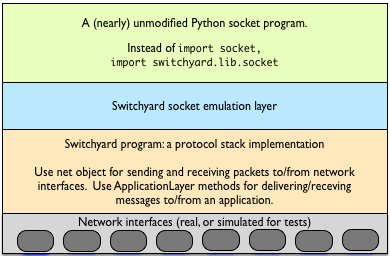 A (nearly) unmodified Python socket program.
Instead of import socket,
import switchyard.lib.socket
Switchyard socket emulation layer
Switchyard program: a protocol stack implementation
Use net object for sending and receiving packets to/from network
interfaces. Use ApplicationLayer methods for delivering/receving
messages to/from an application.
Network interfaces (real, or simulated for tests)